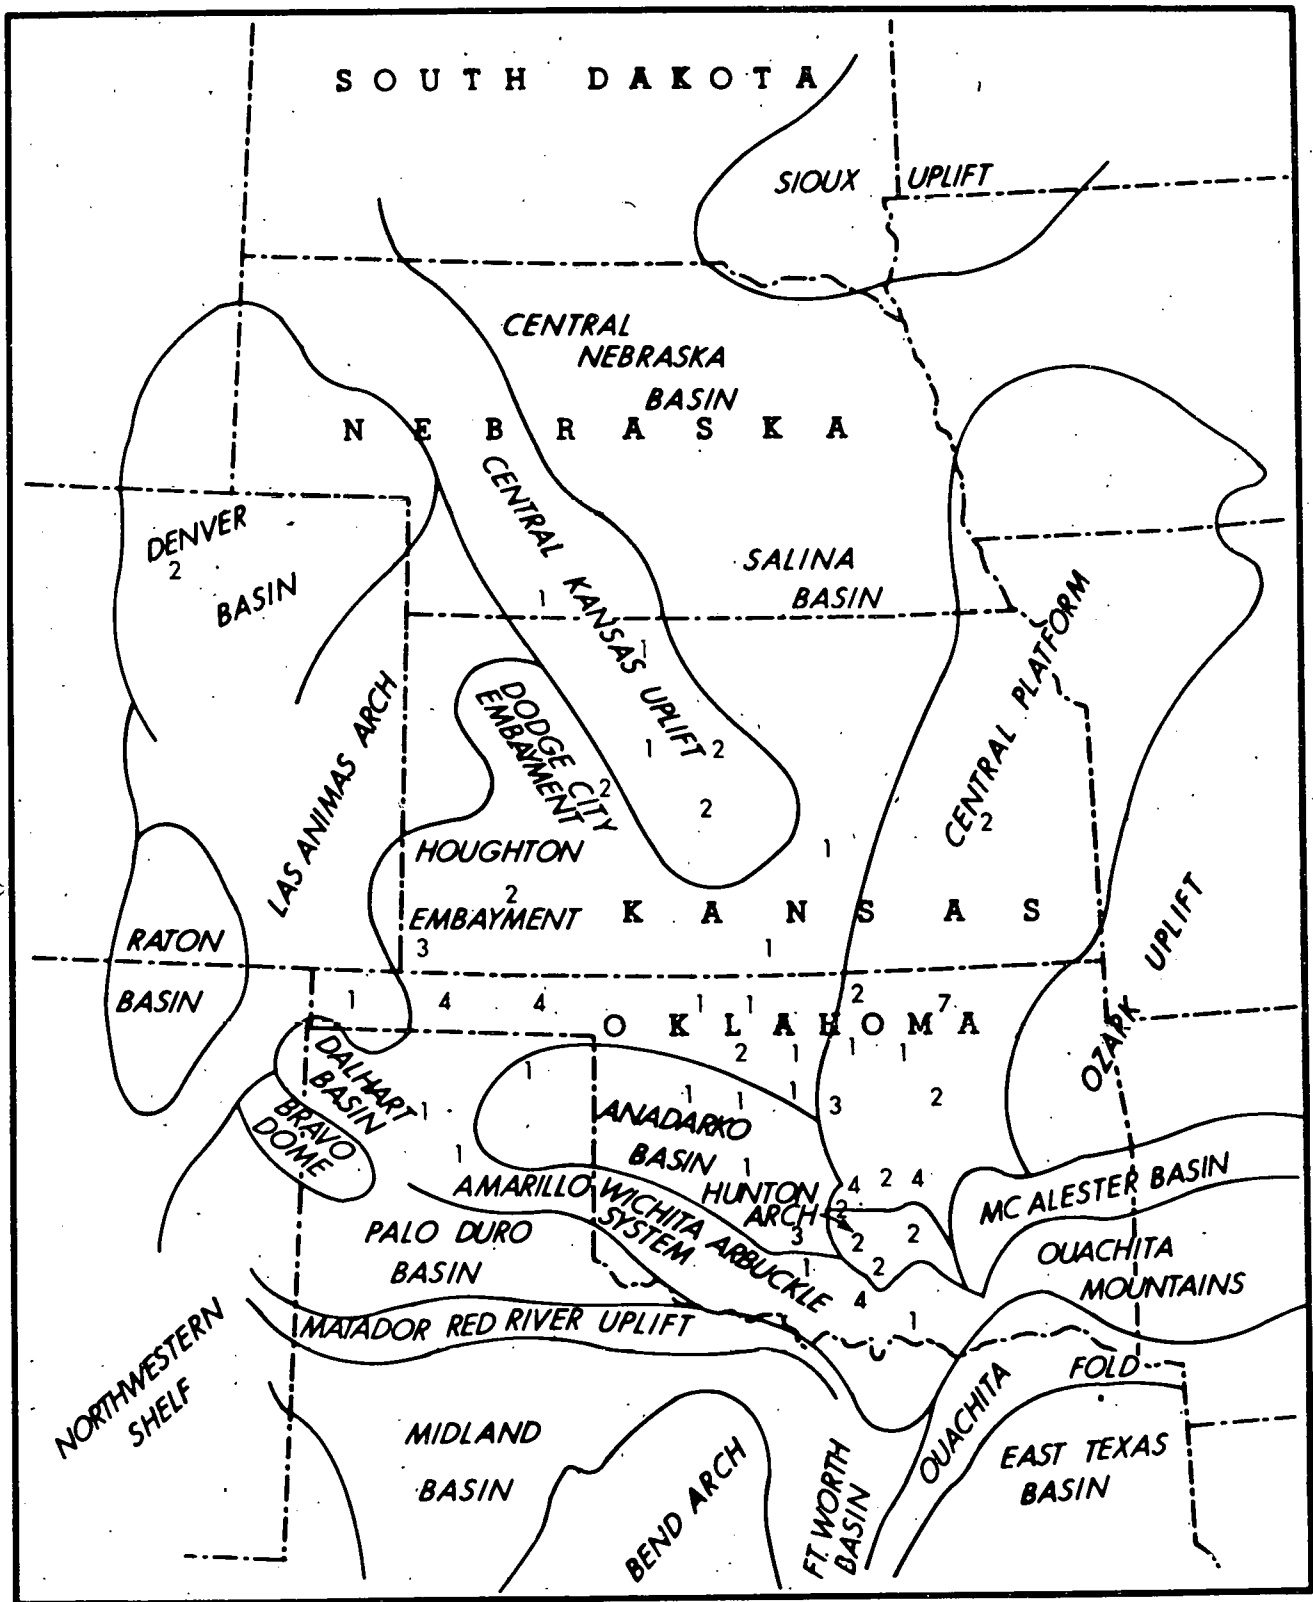 SOUTH DAKOTA
SIOUX UPLIFT
CENTRAL
NEBRASKA
BASIN
NEBRASKA
CENTRAL KANSAS UPLIFT
DENVER
2
BASIN
SALINA
BASIN
1
1
CENTRAL PLATFORM
2
LAS ANIMAS ARCH
DODGE CITY
EMBAYMENT
1 2
2
2
HOUGHTON
1
2
EMBAYMENT
KANSAS
3
1
UPLIFT
OZARK
RATON
BASIN
1 4 4 1 1 2 7
OKLAHOMA
2 1 1 1
DALHART
BASIN
1
1 1 1 3 2
1
BRAVO
DOME
ANADARKO
BASIN
1
1
HUNTON
ARCH
4 2 4
2
3 2 2
1 2
4
1
MC ALESTER BASIN
AMARILLO WICHITA ARBUCKLE
SYSTEM
PALO DURO
BASIN
OUACHITA
MOUNTAINS
MATADOR RED RIVER UPLIFT
NORTHWESTERN
SHELF
OUACHITA
FOLD
MIDLAND
BASIN
BEND ARCH
FT. WORTH
BASIN
EAST TEXAS
BASIN